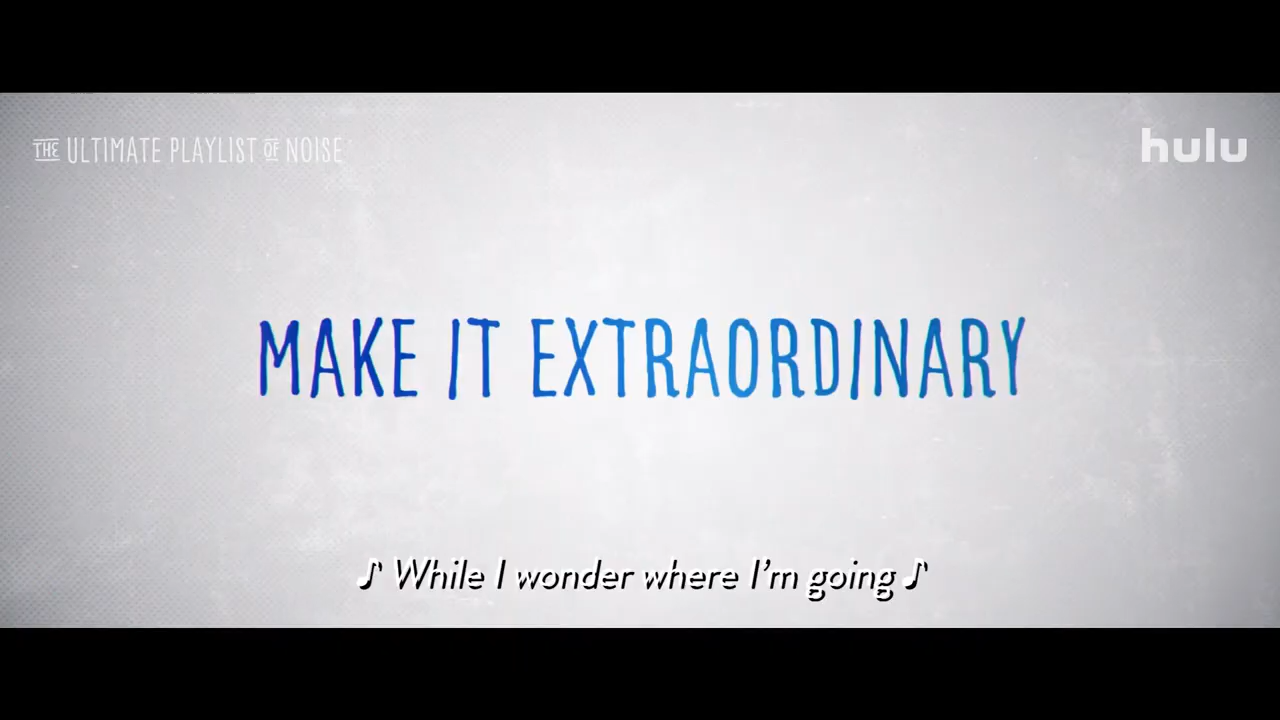 THE ULTIMATE PLAYLIST OF NOISE
hulu
MAKE IT EXTRAORDINARY
♪ While I wonder where I'm going ♪